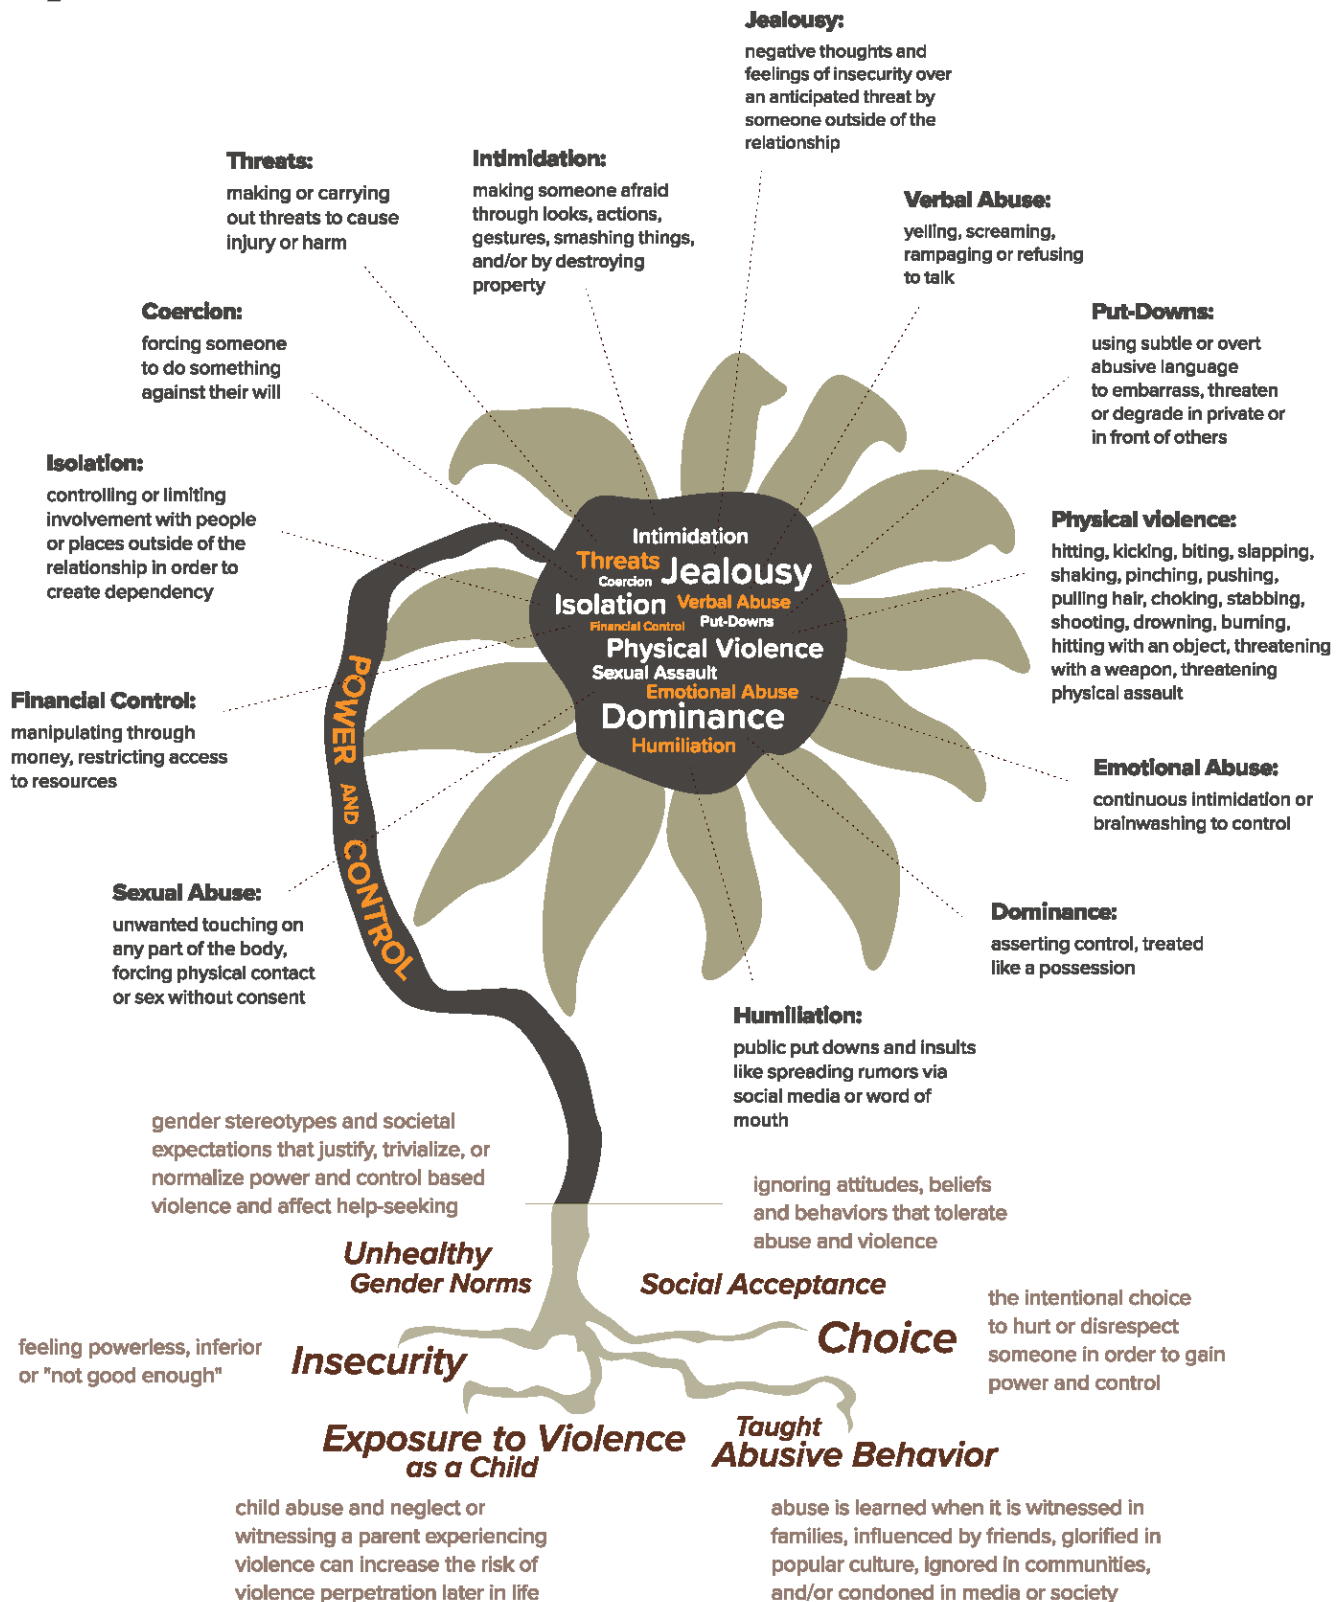 Jealousy:
negative thoughts and
feelings of insecurity over
an anticipated threat by
someone outside of the
relationship
Threats:
making or carrying
out threats to cause
injury or harm
Intimidation:
making someone afraid
through looks, actions,
gestures, smashing things,
and/or by destroying
property
Verbal Abuse:
yelling, screaming,
rampaging or refusing
to talk
Coercion:
forcing someone
to do something
against their will
Put-Downs:
using subtle or overt
abusive language
to embarrass, threaten
or degrade in private or
in front of others
Isolation:
controlling or limiting
involvement with people
or places outside of the
relationship in order to
create dependency
Physical violence:
hitting, kicking, biting, slapping,
shaking, pinching, pushing,
pulling hair, choking, stabbing,
shooting, drowning, burning,
hitting with an object, threatening
with a weapon, threatening
physical assault
Intimidation
Threats
Jealousy
Coercion
Isolation
Verbal Abuse
Financial Control
Put-Downs
Physical Violence
Sexual Assault
Emotional Abuse
Dominance
Humiliation
POWER AND CONTROL
Financial Control:
manipulating through
money, restricting access
to resources
Emotional Abuse:
continuous intimidation or
brainwashing to control
Sexual Abuse:
unwanted touching on
any part of the body,
forcing physical contact
or sex without consent
Dominance:
asserting control, treated
like a possession
Humiliation:
public put downs and insults
like spreading rumors via
social media or word of
mouth
gender stereotypes and societal
expectations that justify, trivialize, or
normalize power and control based
violence and affect help-seeking
ignoring attitudes, beliefs
and behaviors that tolerate
abuse and violence
Unhealthy
Gender Norms
Social Acceptance
the intentional choice
to hurt or disrespect
someone in order to gain
power and control
Choice
feeling powerless, inferior
or "not good enough"
Insecurity
Exposure to Violence
as a Child
Taught
Abusive Behavior
child abuse and neglect or
witnessing a parent experiencing
violence can increase the risk of
violence perpetration later in life
abuse is learned when it is witnessed in
families, influenced by friends, glorified in
popular culture, ignored in communities,
and/or condoned in media or society